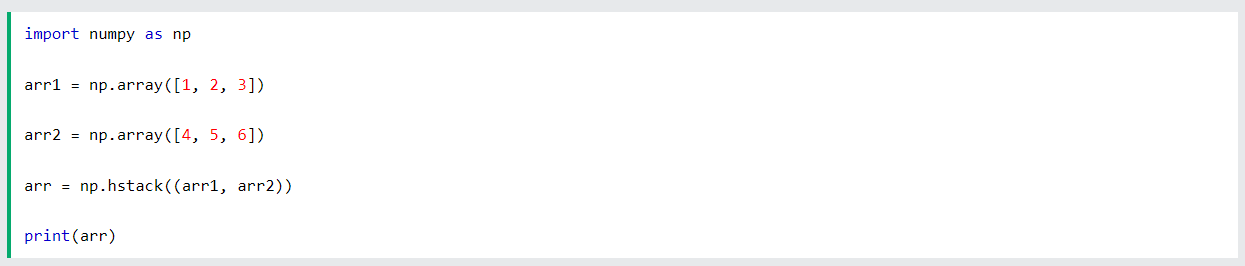 import numpy as np
arr1 = np.array([1, 2, 3])
arr2 = np.array([4, 5, 6])
arr = np.hstack((arr1, arr2))
print(arr)